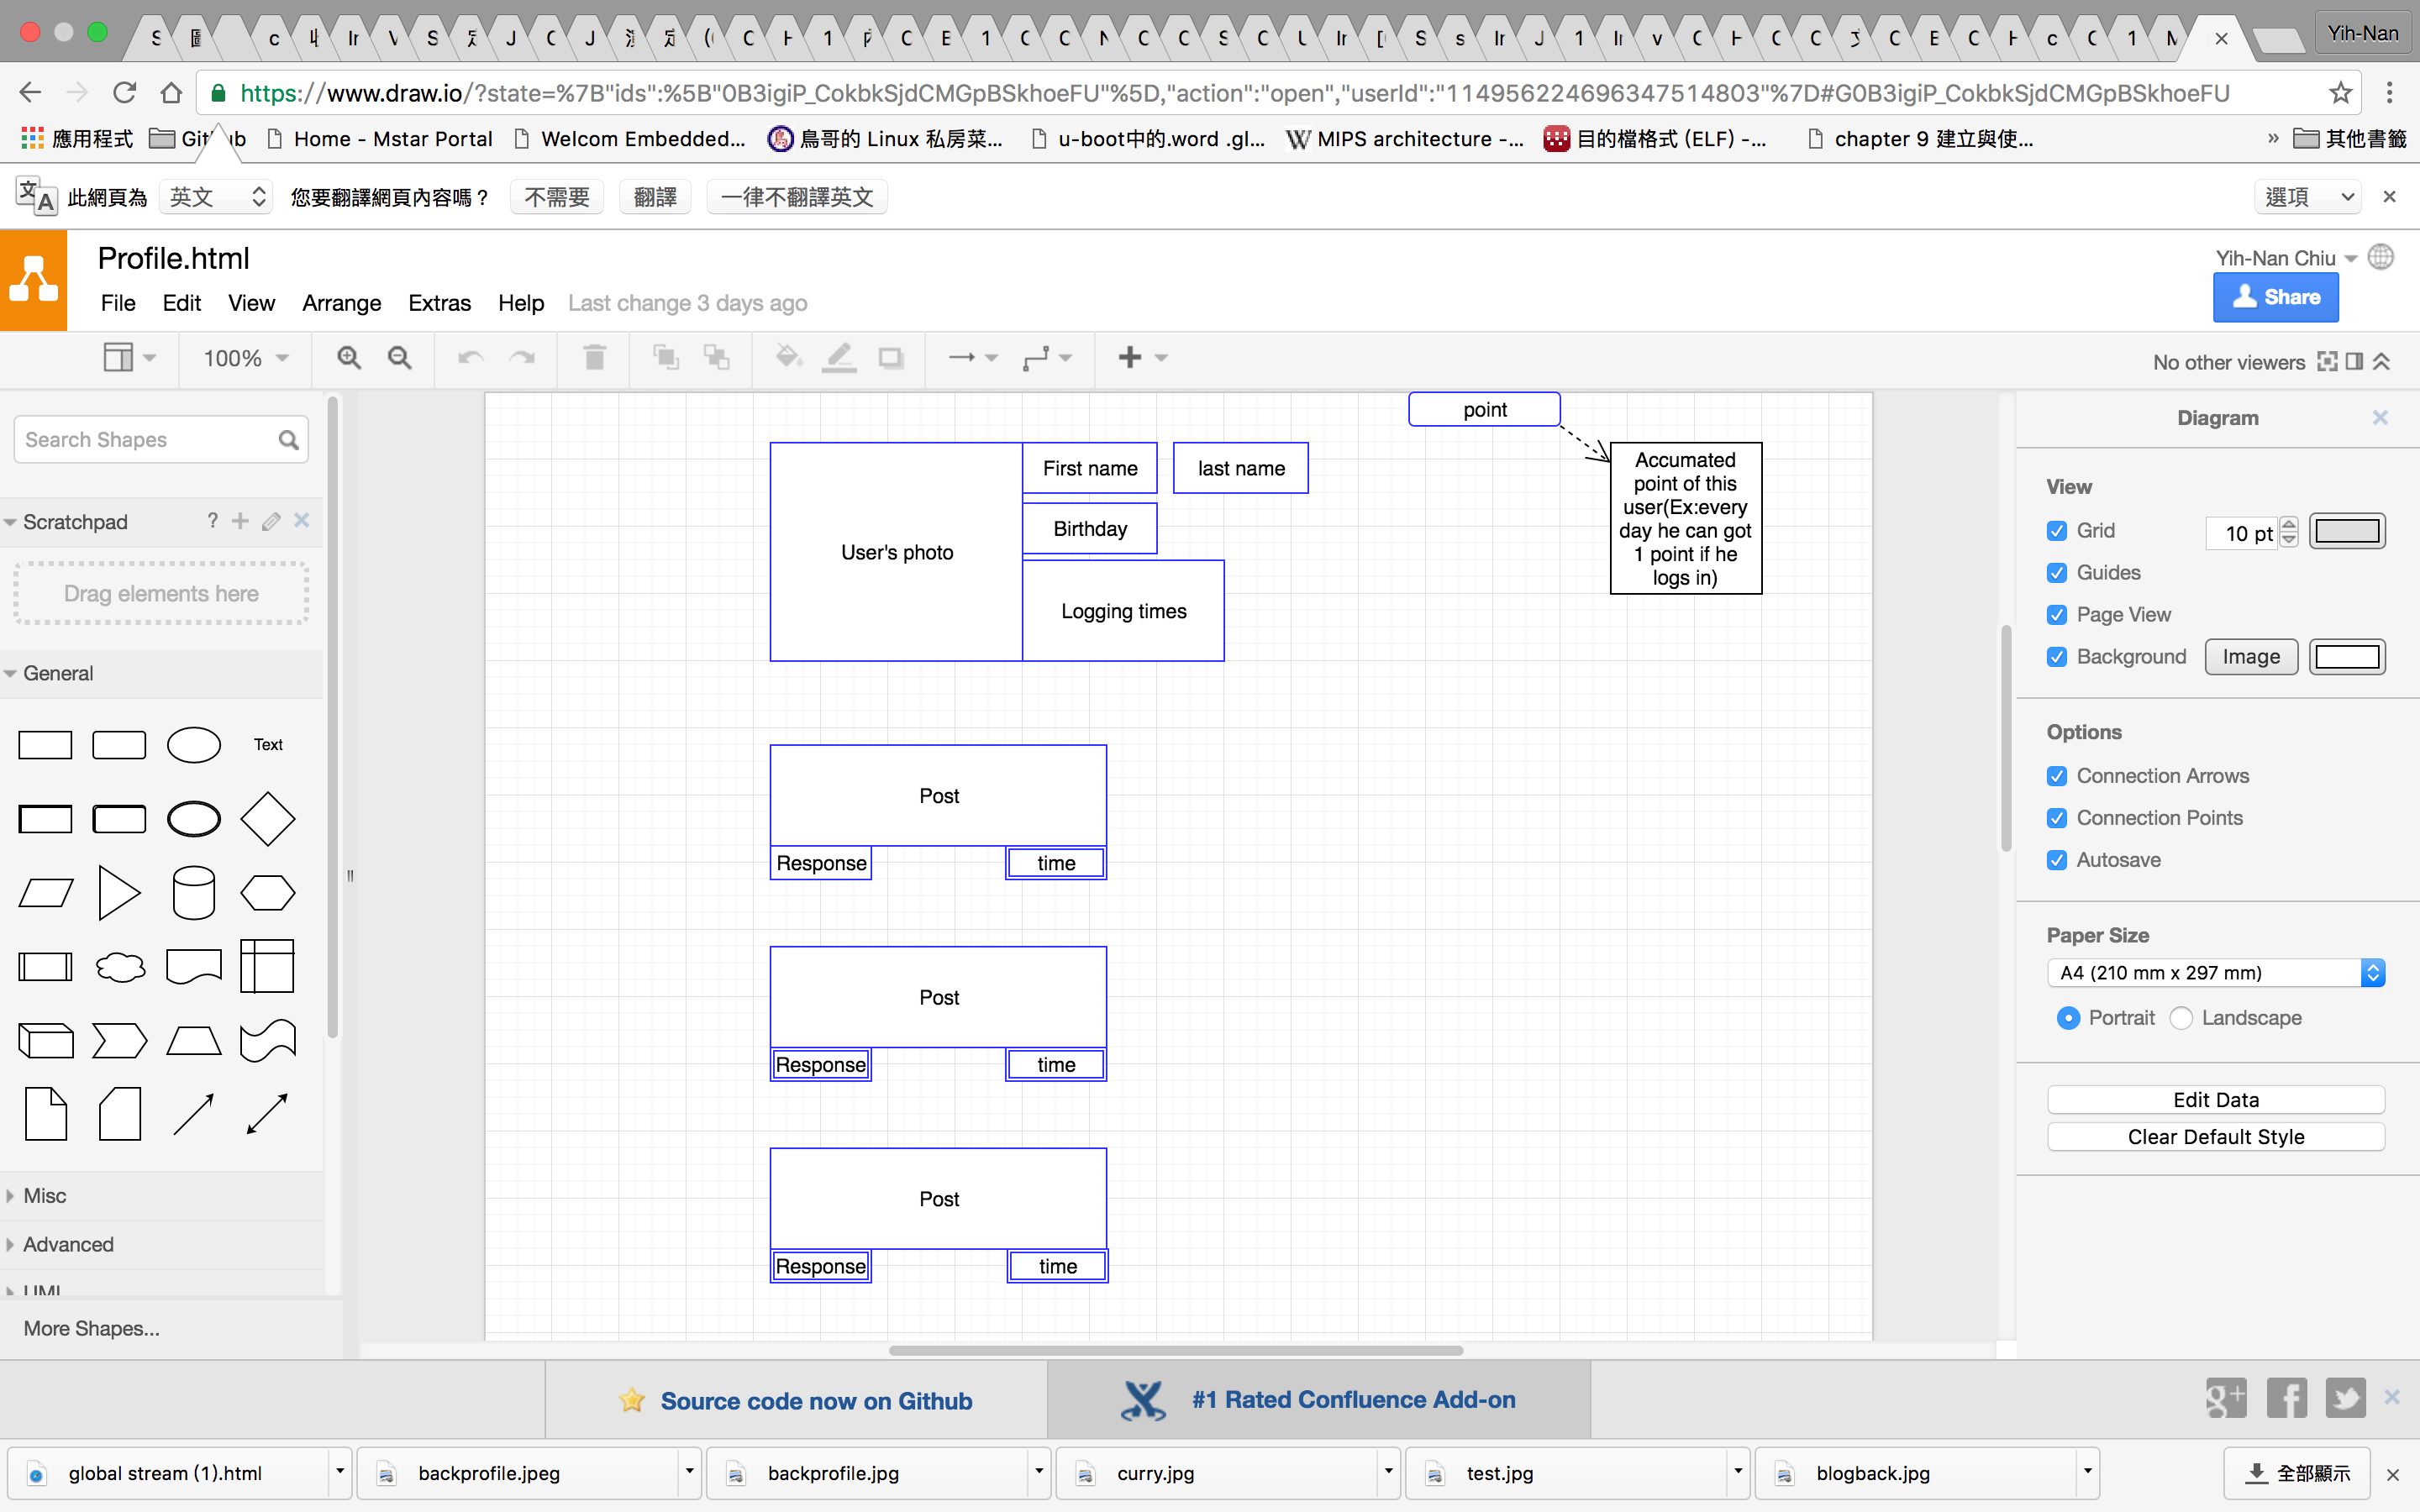 Yih-Nan
https://www.draw.io/?state=%7B"ids":%5B"0B3igiP_CokbkSjdCMGpBSkhoeFU"%5D,"action":"open","userId":"114956224696347514803"%7D#G0B3igiP_CokbkSjdCMGpBSkhoeFU
應用程式 Home - Mstar Portal Welcom Embedded... 鳥哥的 Linux 私房菜... u-boot中的.word .gl... MIPS architecture -... 目的檔格式 (ELF) -... chapter 9 建立與使... » 其他書籤
此網頁為 英文 您要翻譯網頁內容嗎？ 不需要 翻譯 一律不翻譯英文 選項
Profile.html
Yih-Nan Chiu
File Edit View Arrange Extras Help Last change 3 days ago
Share
100%
No other viewers
Search Shapes
Scratchpad ?
Drag elements here
General
Text
Misc
Advanced
UML
More Shapes...
point
Accumated
point of this
user(Ex:every
day he can got
1 point if he
logs in)
First name last name
Birthday
User's photo
Logging times
Post
Response time
Post
Response time
Post
Response time
Diagram
View
Grid 10 pt
Guides
Page View
Background Image
Options
Connection Arrows
Connection Points
Autosave
Paper Size
A4 (210 mm x 297 mm)
Portrait Landscape
Edit Data
Clear Default Style
Source code now on Github #1 Rated Confluence Add-on
global stream (1).html backprofile.jpeg backprofile.jpg curry.jpg test.jpg blogback.jpg 全部顯示